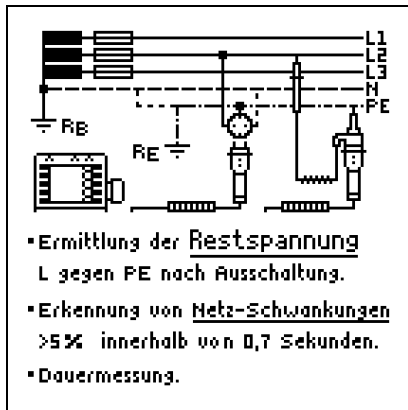 L1
L2
L3
N
PE
RB
RE
▪Ermittlung der Restspannung
L gegen PE nach Ausschaltung.
▪Erkennung von Netz-Schwankungen
>5% innerhalb von 0,7 Sekunden.
▪Dauermessung.